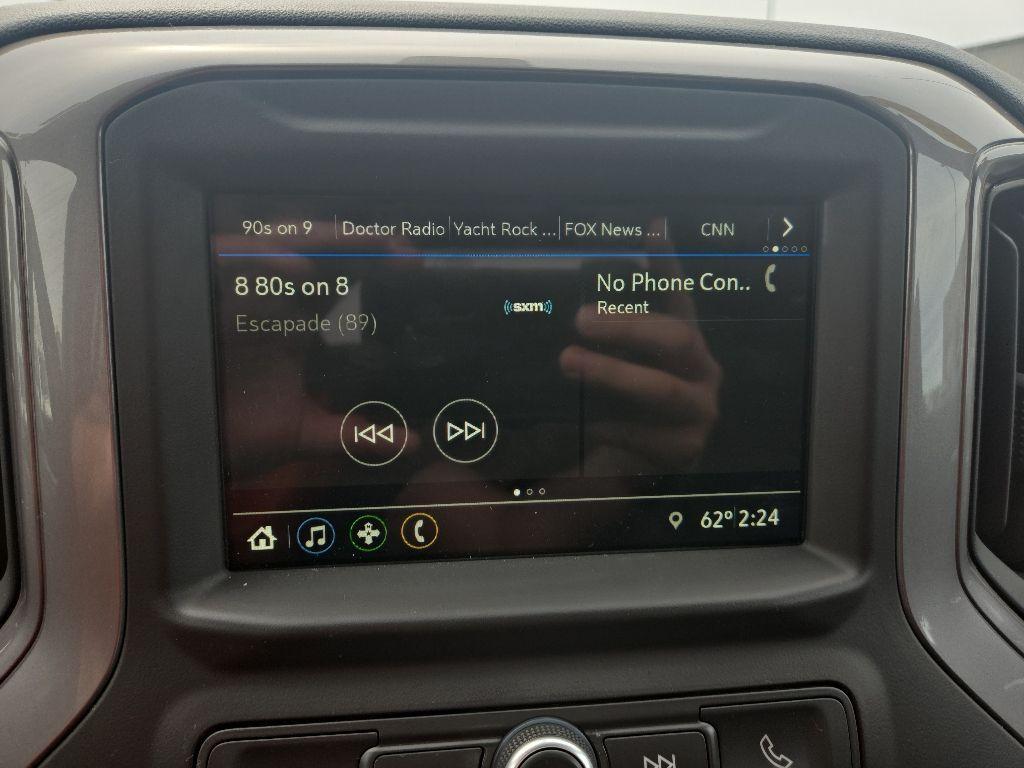 90s on 9 Doctor Radio Yacht Rock ... FOX News ... CNN
8 80s on 8
Escapade (89)
((sxm))
No Phone Con..
Recent
62° 2:24